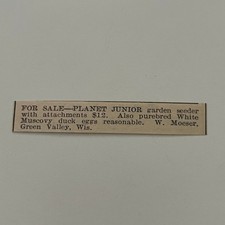 FOR SALE—PLANET JUNIOR garden seeder
with attachments $12. Also purebred White
Muscovy duck eggs reasonable. W. Moeser,
Green Valley, Wis.